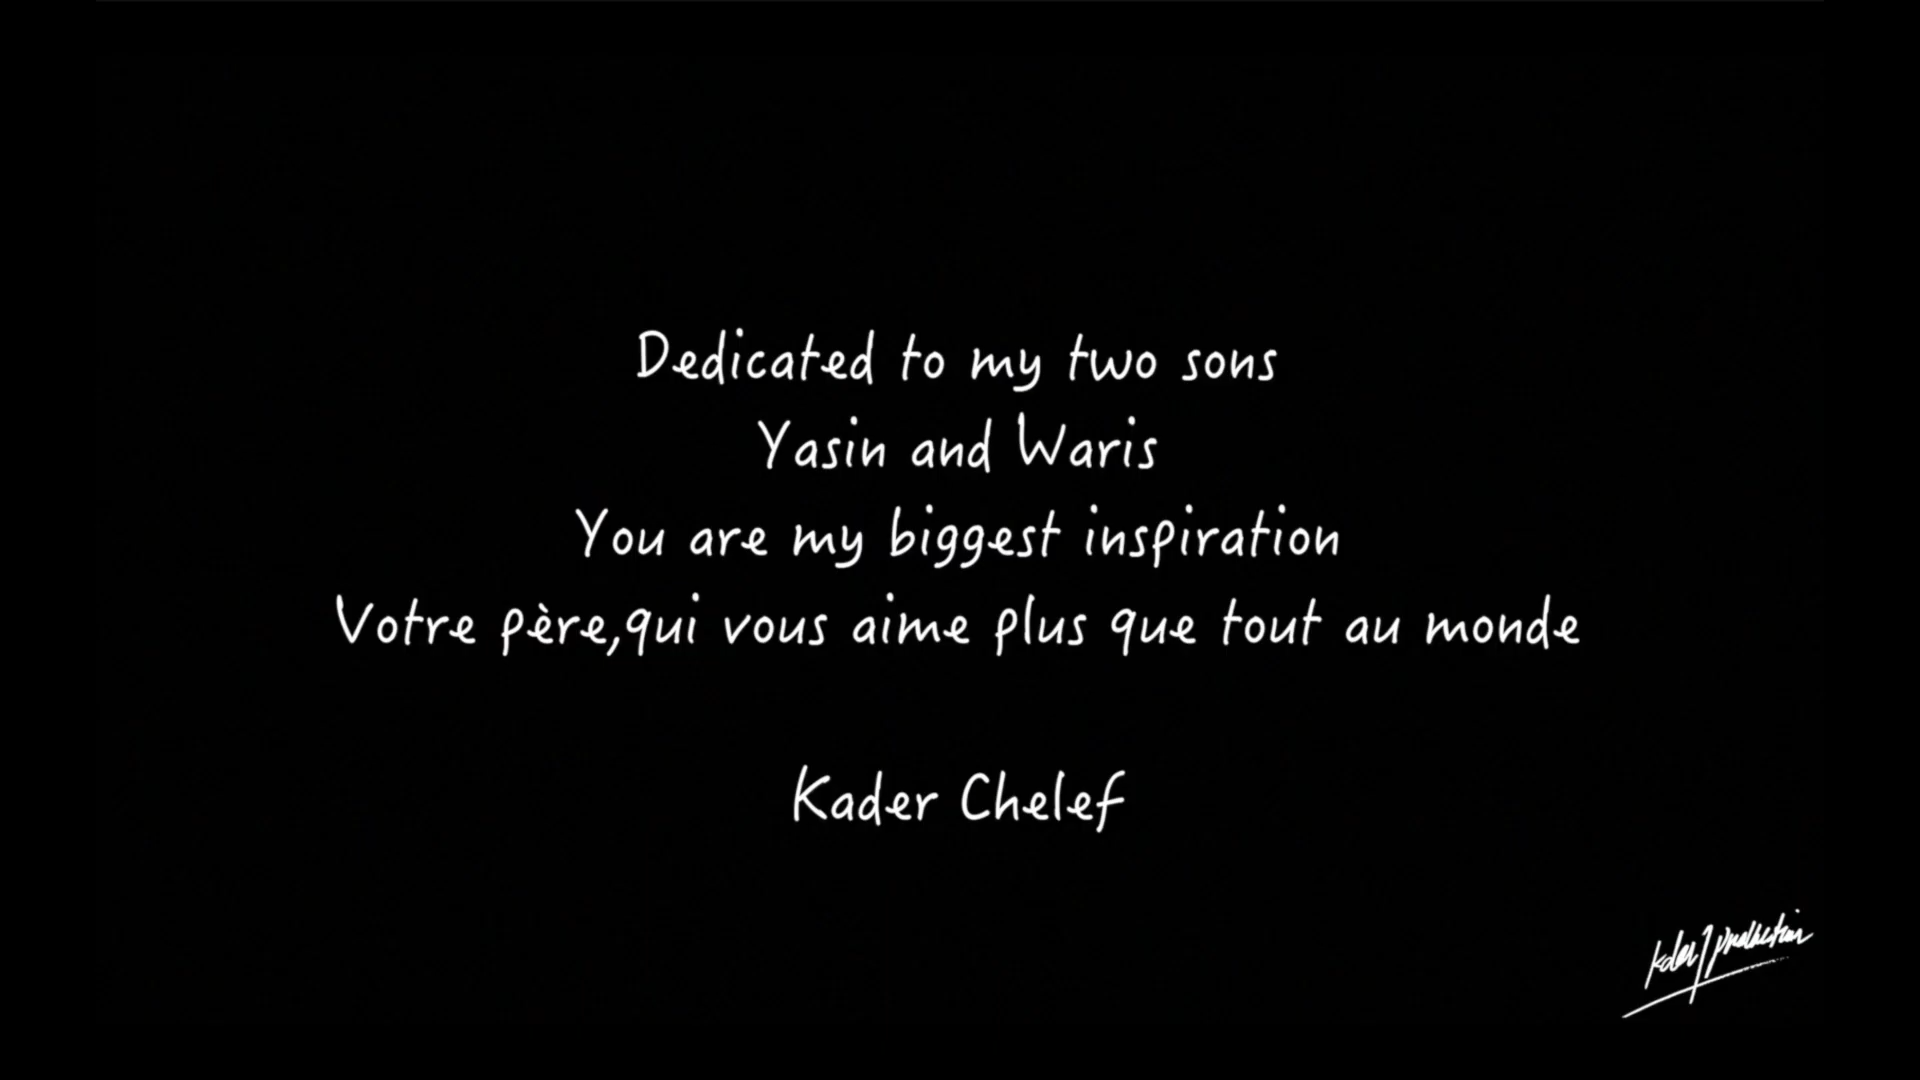 Dedicated to my two sons
Yasin and Waris
You are my biggest inspiration
Votre père,qui vous aime plus que tout au monde
Kader Chelef
production